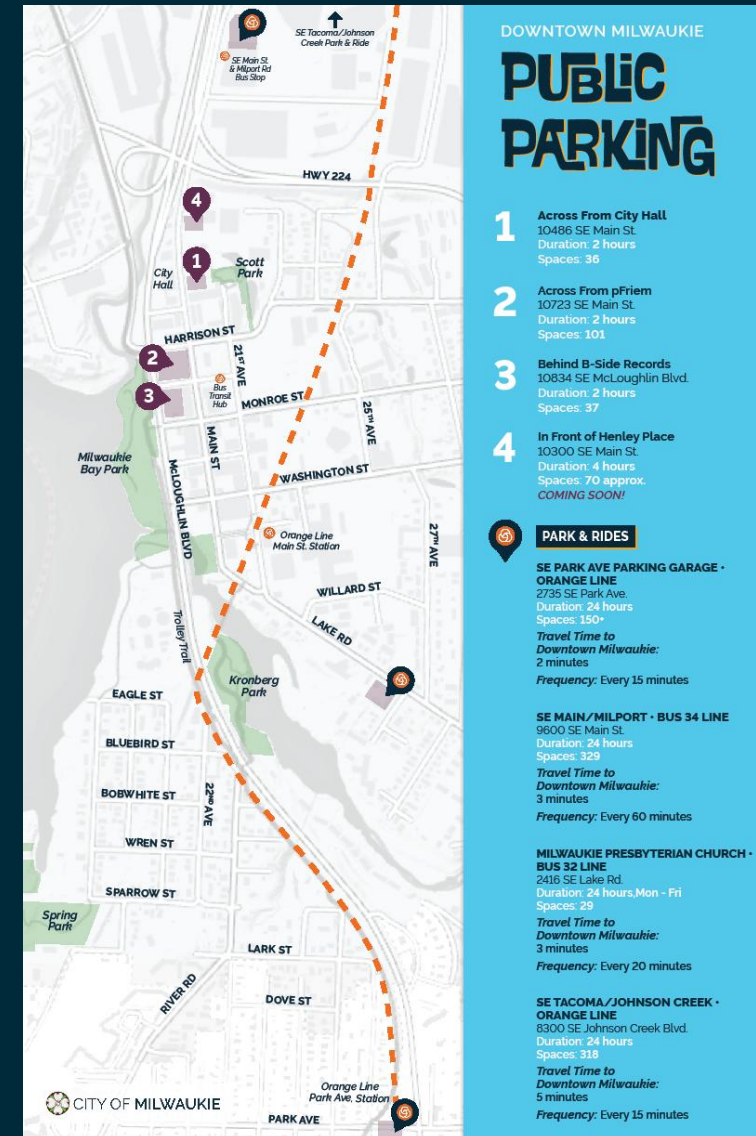 SE Tacoma/Johnson
Creek Park & Ride
SE Main St.
& Milport Rd
Bus Stop
HWY 224
4
1
City
Hall
Scott
Park
HARRISON ST
2
21ST AVE
Bus
Transit
Hub
3
MONROE ST
25TH AVE
MAIN ST
Milwaukie
Bay Park
McLOUGHLIN BLVD
WASHINGTON ST
Orange Line
Main St. Station
27TH AVE
WILLARD ST
Trolley Trail
LAKE RD
Kronberg
Park
EAGLE ST
BLUEBIRD ST
22ND AVE
BOBWHITE ST
WREN ST
SPARROW ST
Spring
Park
LARK ST
RIVER RD
DOVE ST
Orange Line
Park Ave, Station
CITY OF MILWAUKIE
PARK AVE
DOWNTOWN MILWAUKIE
PUBLiC
PARKiNG
1
Across From City Hall
10486 SE Main St.
Duration: 2 hours
Spaces: 36
2
Across From pFriem
10723 SE Main St.
Duration: 2 hours
Spaces: 101
3
Behind B-Side Records
10834 SE McLoughlin Blvd.
Duration: 2 hours
Spaces: 37
4
In Front of Henley Place
10300 SE Main St.
Duration: 4 hours
Spaces: 70 approx.
COMING SOON!
PARK & RIDES
SE PARK AVE PARKING GARAGE •
ORANGE LINE
2735 SE Park Ave.
Duration: 24 hours
Spaces: 150+
Travel Time to
Downtown Milwaukie:
2 minutes
Frequency: Every 15 minutes
SE MAIN/MILPORT • BUS 34 LINE
9600 SE Main St.
Duration: 24 hours
Spaces: 329
Travel Time to
Downtown Milwaukie:
3 minutes
Frequency: Every 60 minutes
MILWAUKIE PRESBYTERIAN CHURCH •
BUS 32 LINE
2416 SE Lake Rd.
Duration: 24 hours,Mon - Fri
Spaces: 29
Travel Time to
Downtown Milwaukie:
3 minutes
Frequency: Every 20 minutes
SE TACOMA/JOHNSON CREEK •
ORANGE LINE
8300 SE Johnson Creek Blvd.
Duration: 24 hours
Spaces: 318
Travel Time to
Downtown Milwaukie:
5 minutes
Frequency: Every 15 minutes